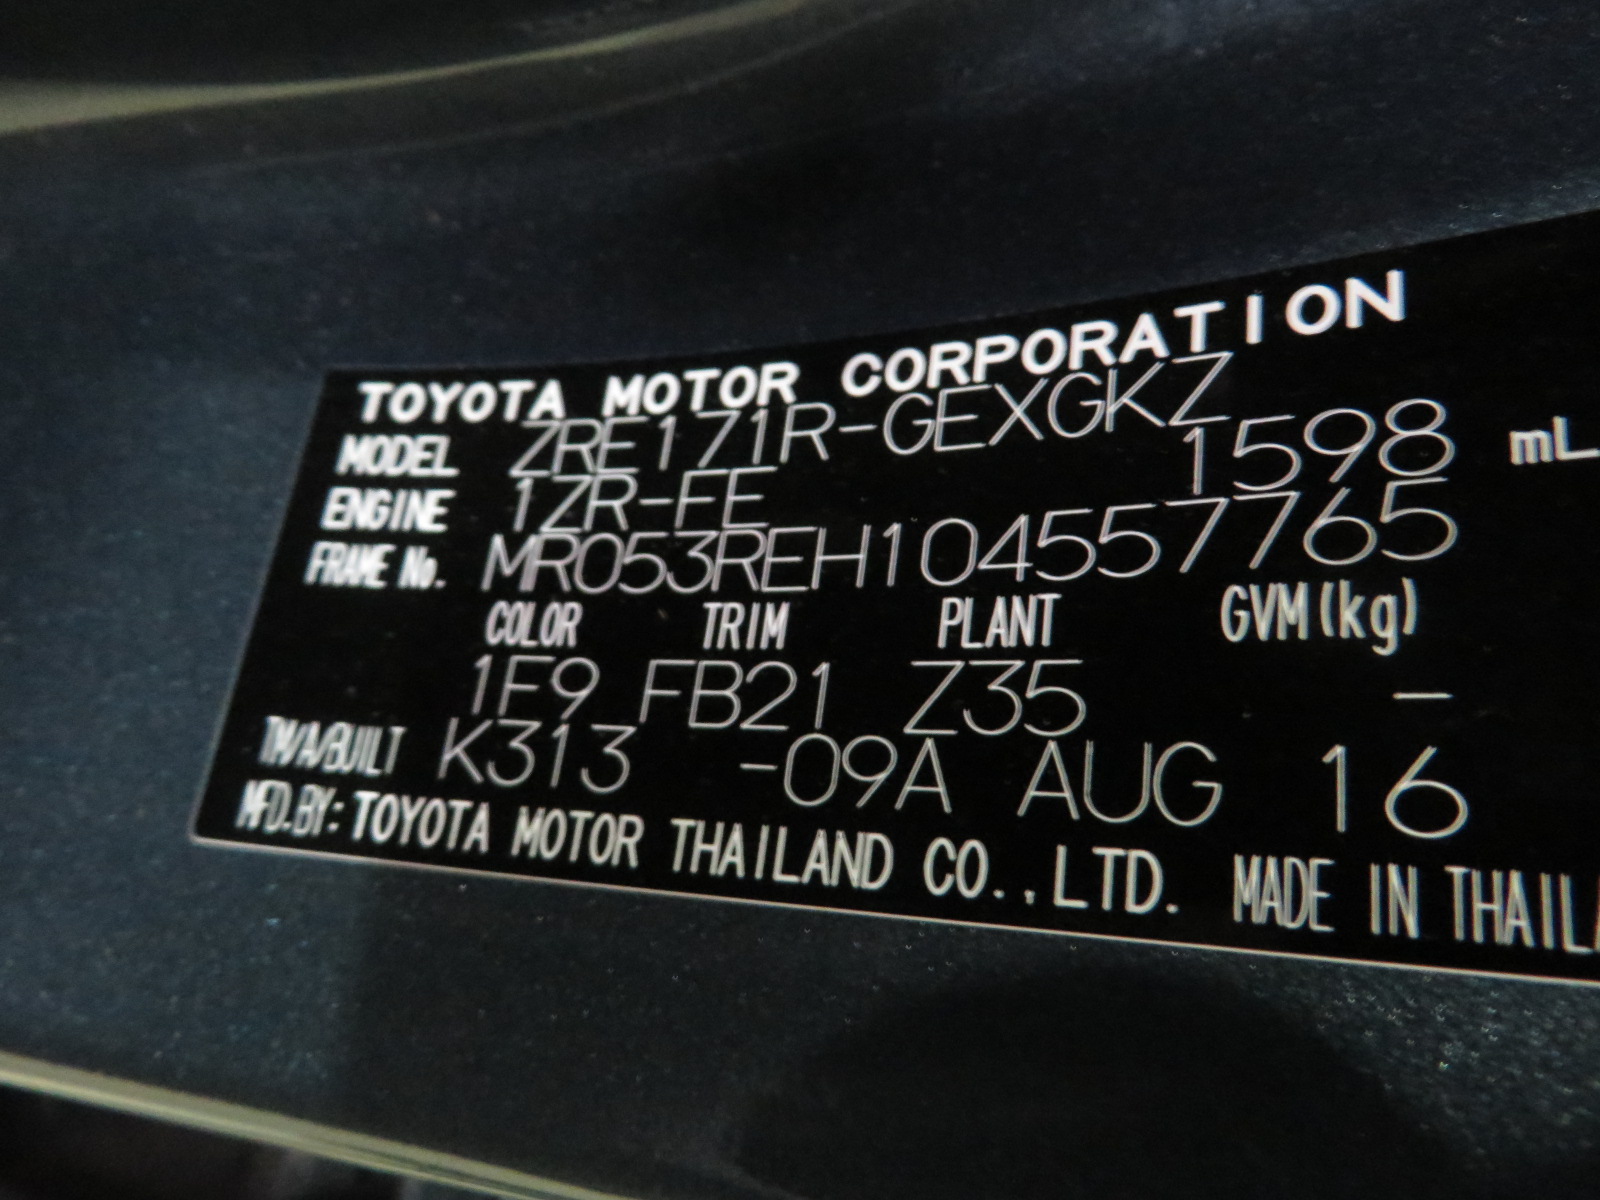 TOYOTA MOTOR CORPORATION
MODEL ZRE171R-GEXGKZ
ENGINE 1ZR-FE 1598 mL
FRAME No. MR053REH104557765
COLOR TRIM PLANT GVM(kg)
1F9 FB21 Z35 -
TM/A/BUILT K313 -09A AUG 16
MFD.BY: TOYOTA MOTOR THAILAND CO.,LTD. MADE IN THAILA